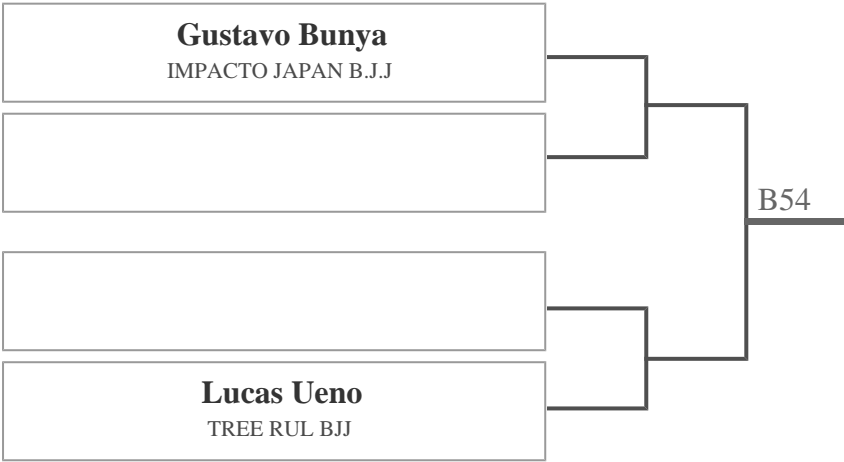 Gustavo Bunya
IMPACTO JAPAN B.J.J
B54
Lucas Ueno
TREE RUL BJJ